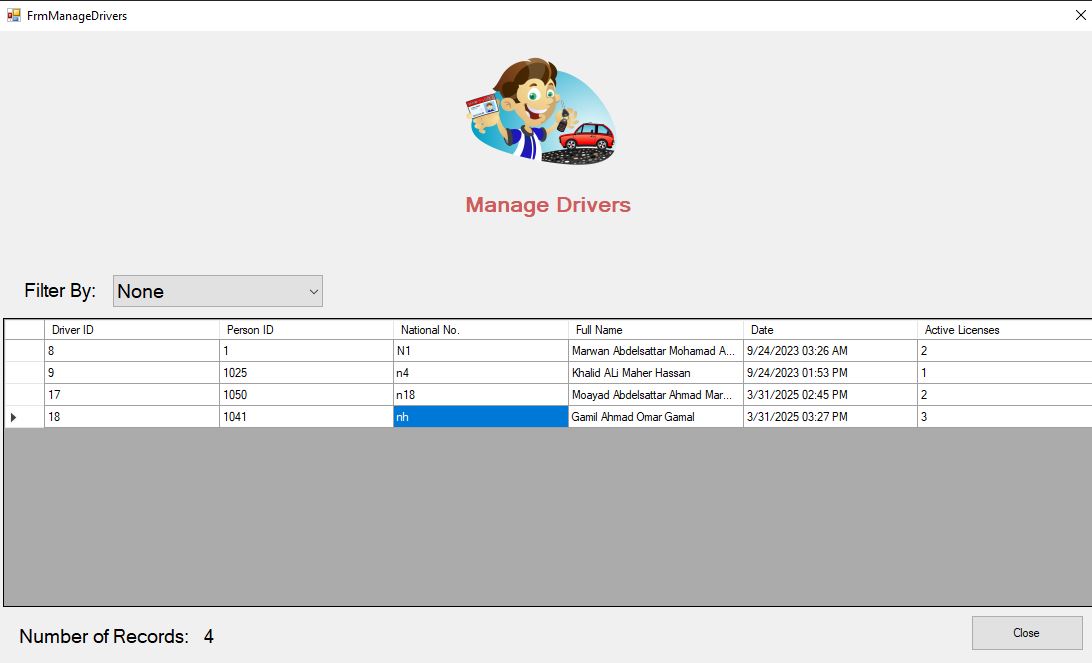 FrmManageDrivers
Manage Drivers
Filter By: None
Driver ID Person ID National No. Full Name Date Active Licenses
8 1 N1 Marwan Abdelsattar Mohamad A... 9/24/2023 03:26 AM 2
9 1025 n4 Khalid ALi Maher Hassan 9/24/2023 01:53 PM 1
17 1050 n18 Moayad Abdelsattar Ahmad Mar... 3/31/2025 02:45 PM 2
18 1041 nh Gamil Ahmad Omar Gamal 3/31/2025 03:27 PM 3
Number of Records: 4
Close